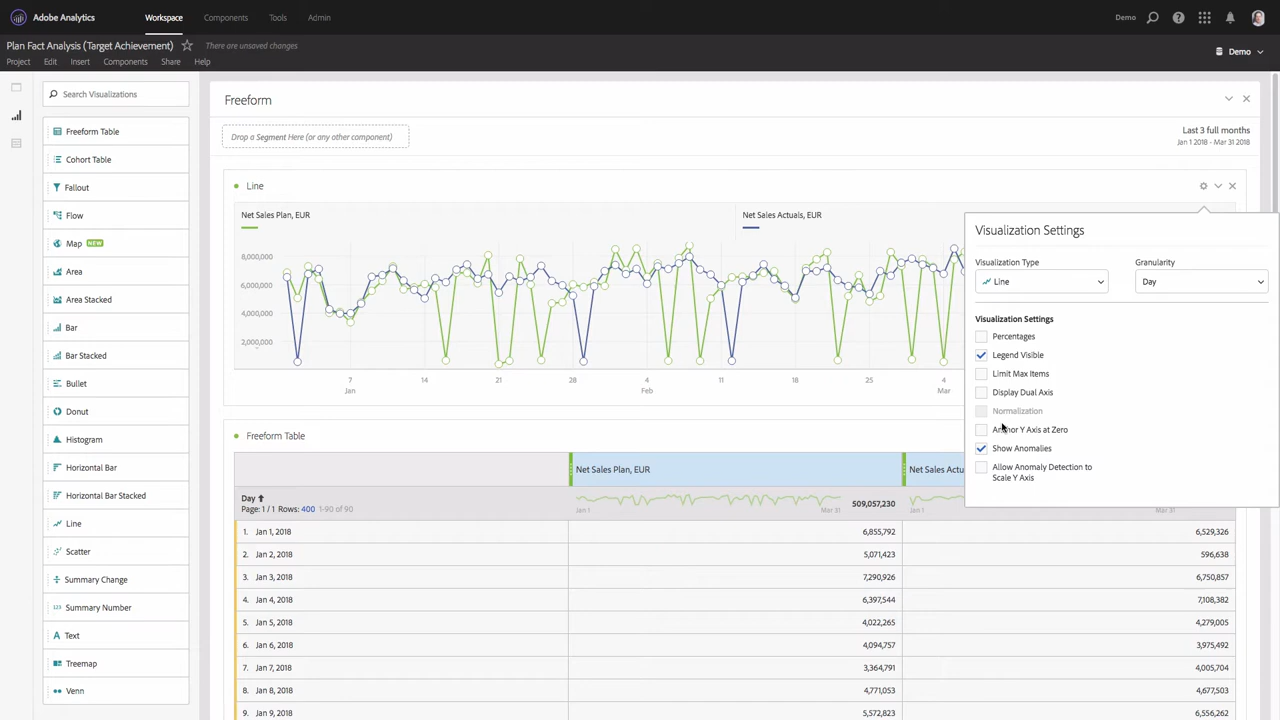 Adobe Analytics Workspace Components Tools Admin Demo
Plan Fact Analysis (Target Achievement) There are unsaved changes
Demo
Project Edit Insert Components Share Help
Search Visualizations
Freeform Table
Cohort Table
Fallout
Flow
Map NEW
Area
Area Stacked
Bar
Bar Stacked
Bullet
Donut
Histogram
Horizontal Bar
Horizontal Bar Stacked
Line
Scatter
Summary Change
123 Summary Number
A Text
Treemap
Venn
Freeform
Drop a Segment Here (or any other component)
Last 3 full months
Jan 1 2018 - Mar 31 2018
Line
Net Sales Plan, EUR Net Sales Actuals, EUR
8,000,000
6,000,000
4,000,000
2,000,000
7 14 21 28 4 11 18 25 4
Jan Feb Mar
Visualization Settings
Visualization Type Granularity
Line Day
Visualization Settings
Percentages
Legend Visible
Limit Max Items
Display Dual Axis
Normalization
Anchor Y Axis at Zero
Show Anomalies
Allow Anomaly Detection to
Scale Y Axis
Freeform Table
Net Sales Plan, EUR Net Sales Actu
Day
Page: 1 / 1 Rows: 400 1-90 of 90
Jan 1 Mar 31 509,057,230 Jan 1 Mar 31
1. Jan 1, 2018 6,855,792 6,529,326
2. Jan 2, 2018 5,071,423 596,638
3. Jan 3, 2018 7,290,926 6,750,857
4. Jan 4, 2018 6,397,544 7,108,382
5. Jan 5, 2018 4,022,265 4,279,005
6. Jan 6, 2018 4,094,757 3,975,492
7. Jan 7, 2018 3,364,791 4,005,704
8. Jan 8, 2018 4,771,053 4,677,503
9. Jan 9, 2018 5,572,823 6,556,262